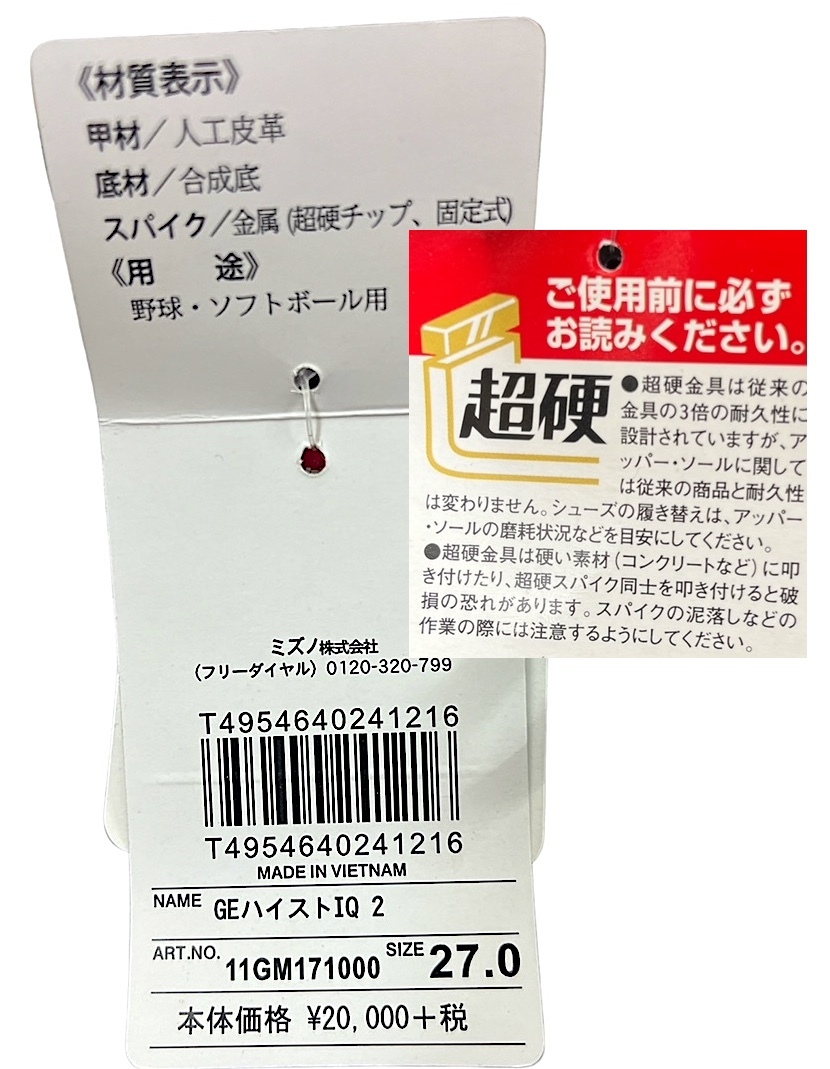 《材質表示》
甲材／人工皮革
底材／合成底
スパイク／金属(超硬チップ、固定式)
《用　　途》
野球・ソフトボール用
ご使用前に必ず
お読みください。
超硬
●超硬金具は従来の
金具の3倍の耐久性に
設計されていますが、ア
ッパー・ソールに関して
は従来の商品と耐久性
は変わりません。シューズの履き替えは、アッパー
・ソールの磨耗状況などを目安にしてください。
●超硬金具は硬い素材(コンクリートなど)に叩
き付けたり、超硬スパイク同士を叩き付けると破
損の恐れがあります。スパイクの泥落しなどの
作業の際には注意するようにしてください。
ミズノ株式会社
(フリーダイヤル) 0120-320-799
T4954640241216
T4954640241216
MADE IN VIETNAM
NAME GEハイストIQ 2
ART.NO. 11GM171000 SIZE 27.0
本体価格 ¥20,000＋税